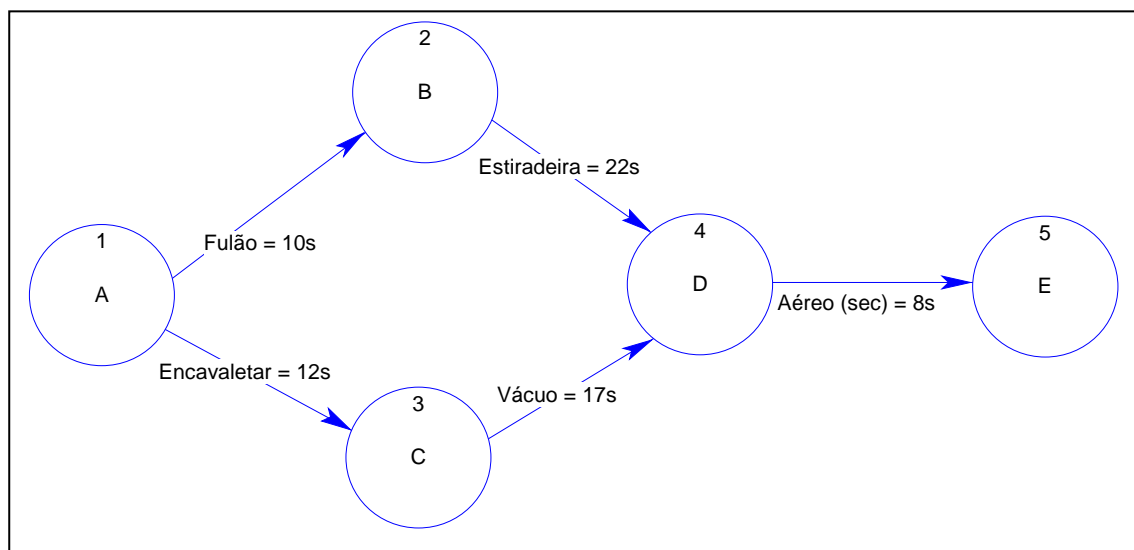 2
B
Estiradeira = 22s
1
A
Fulão = 10s
4
D
5
E
Aéreo (sec) = 8s
Encavaletar = 12s
Vácuo = 17s
3
C